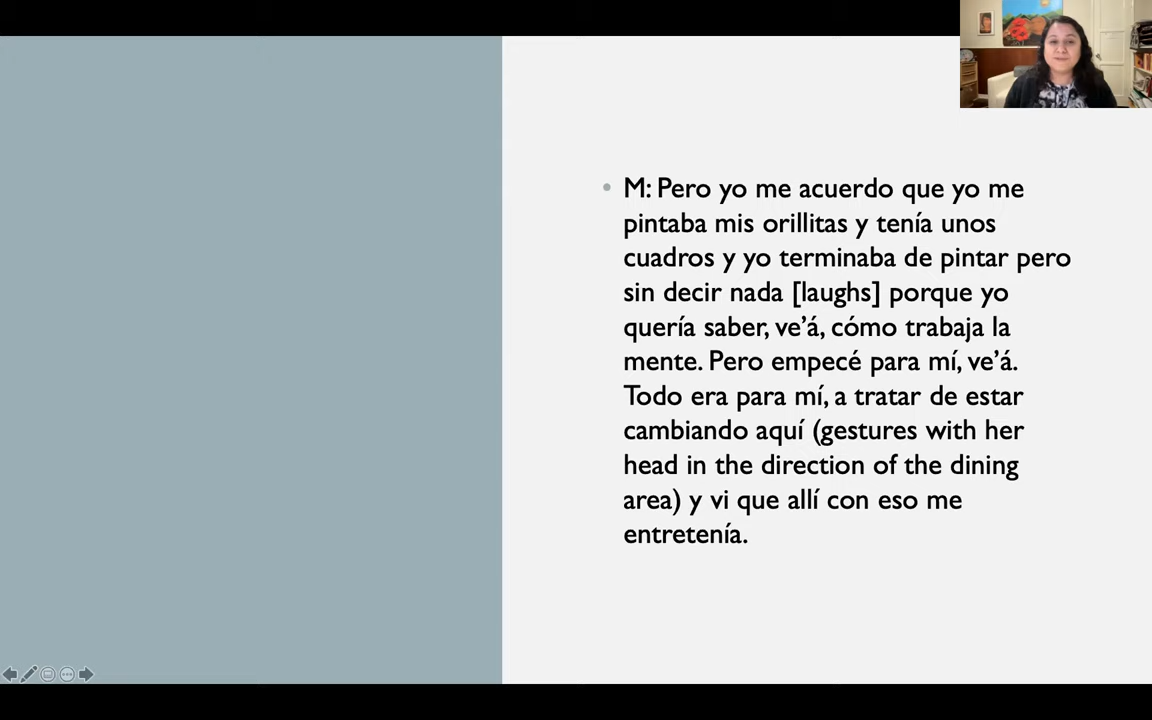 M: Pero yo me acuerdo que yo me
pintaba mis orillitas y tenía unos
cuadros y yo terminaba de pintar pero
sin decir nada [laughs] porque yo
quería saber, ve’á, cómo trabaja la
mente. Pero empecé para mí, ve’á.
Todo era para mí, a tratar de estar
cambiando aquí (gestures with her
head in the direction of the dining
area) y vi que allí con eso me
entretenía.